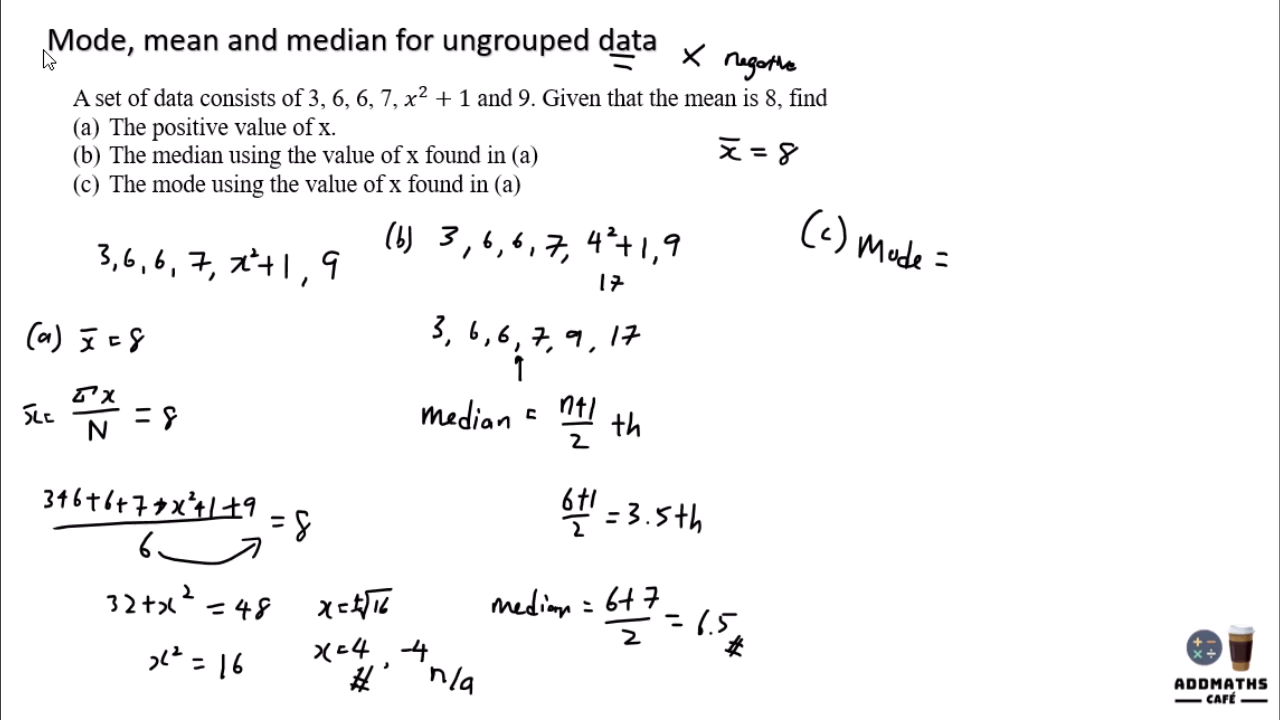 Mode, mean and median for ungrouped data
× negative
A set of data consists of 3, 6, 6, 7, x² + 1 and 9. Given that the mean is 8, find
(a) The positive value of x.
(b) The median using the value of x found in (a)
(c) The mode using the value of x found in (a)
x̄ = 8
3, 6, 6, 7, x²+1, 9
(a) x̄ = 8
x̄ = Σx/N = 8
3+6+6+7+x²+1+9 / 6 = 8
32+x² = 48
x² = 16
x=±√16
x=4, -4
# n/a
(b) 3, 6, 6, 7, 4²+1, 9
17
3, 6, 6, 7, 9, 17
median = n+1/2 th
6+1/2 = 3.5th
median = 6+7/2 = 6.5 #
(c) Mode =
+ −
× ÷
ADDMATHS
CAFÉ